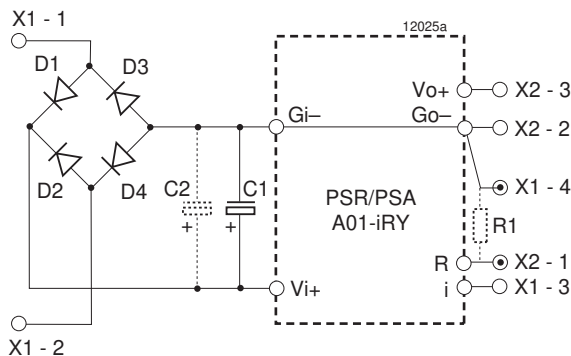 X1 - 1
12025a
D1
D3
Vo+
X2 - 3
Gi–
Go–
X2 - 2
D2
D4
C2
C1
PSR/PSA
A01-iRY
X1 - 4
R1
+
+
R
X2 - 1
Vi+
i
X1 - 3
X1 - 2